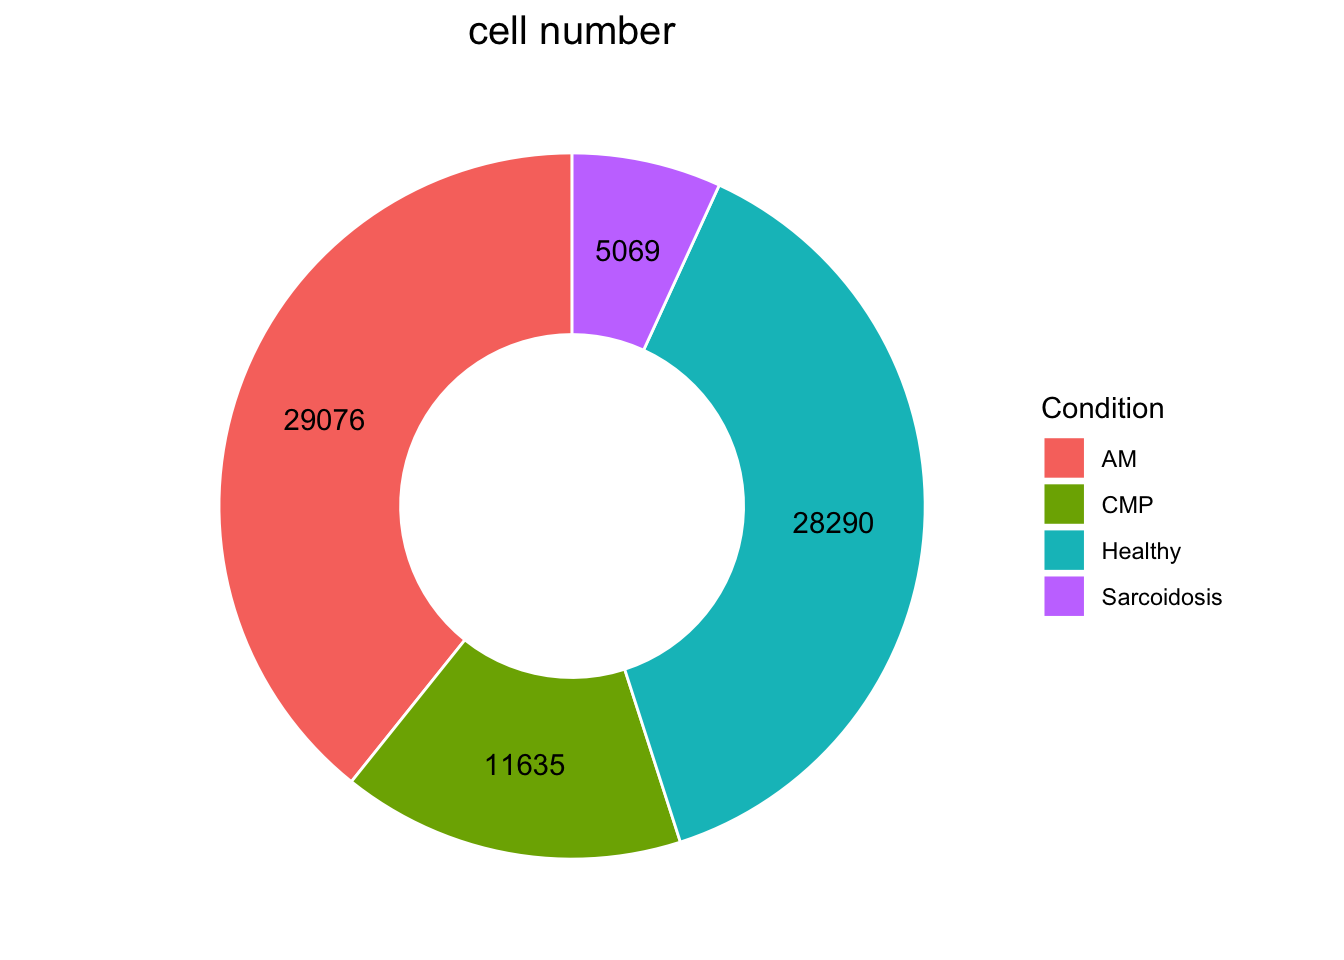 cell number
5069
29076
28290
11635
Condition
AM
CMP
Healthy
Sarcoidosis